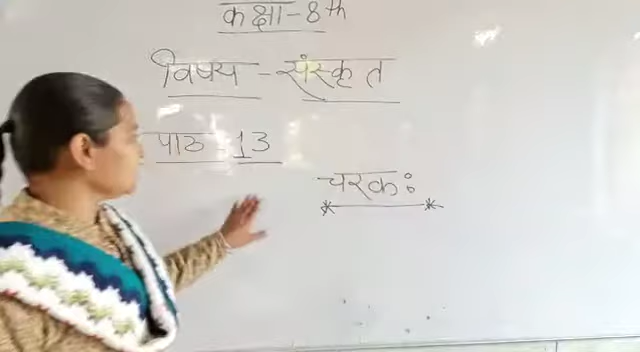 कक्षा - 8th
विषय - संस्कृत
पाठ - 13
चरकः